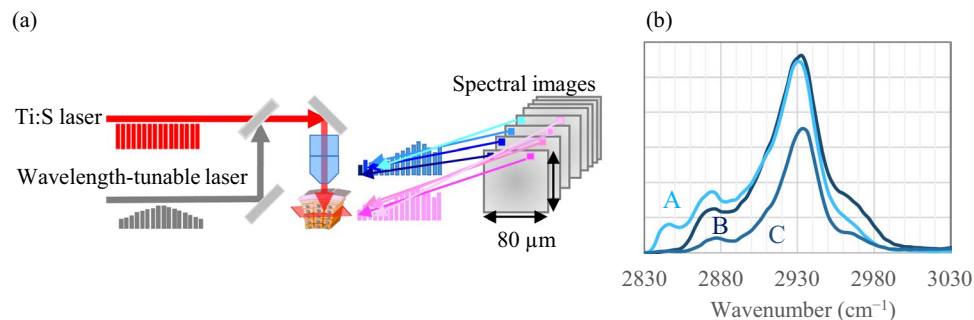 (a)
Ti:S laser
Wavelength-tunable laser
Spectral images
80 µm
(b)
A
B
C
2830 2880 2930 2980 3030
Wavenumber (cm⁻¹)